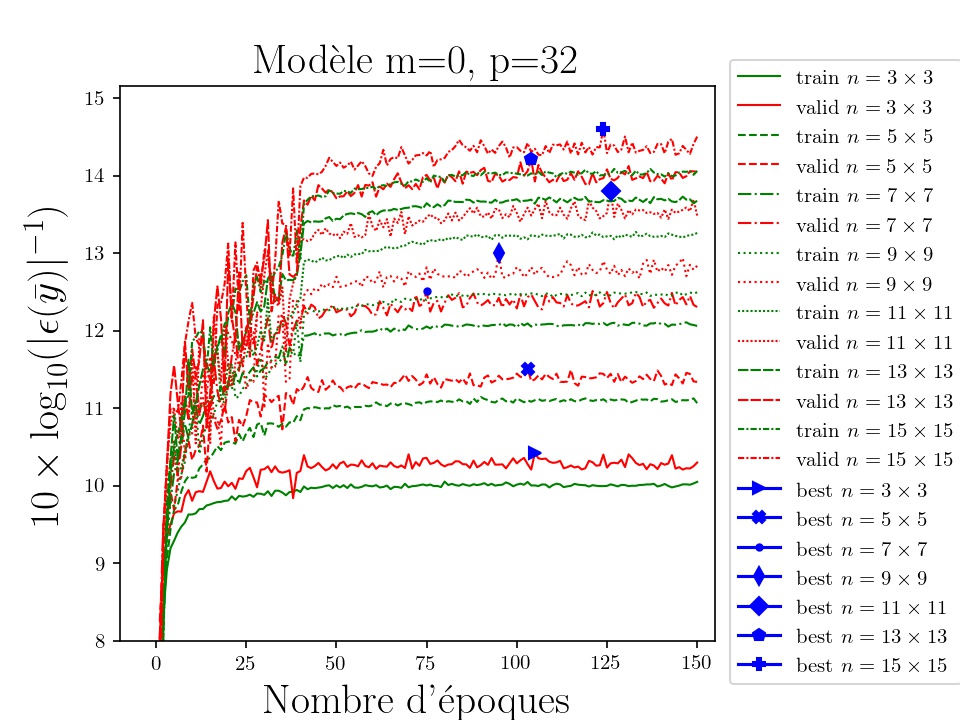 Modèle m=0, p=32
10 × log₁₀(|ϵ(ȳ)|⁻¹)
15
14
13
12
11
10
9
8
0 25 50 75 100 125 150
Nombre d'époques
train n = 3 × 3
valid n = 3 × 3
train n = 5 × 5
valid n = 5 × 5
train n = 7 × 7
valid n = 7 × 7
train n = 9 × 9
valid n = 9 × 9
train n = 11 × 11
valid n = 11 × 11
train n = 13 × 13
valid n = 13 × 13
train n = 15 × 15
valid n = 15 × 15
best n = 3 × 3
best n = 5 × 5
best n = 7 × 7
best n = 9 × 9
best n = 11 × 11
best n = 13 × 13
best n = 15 × 15